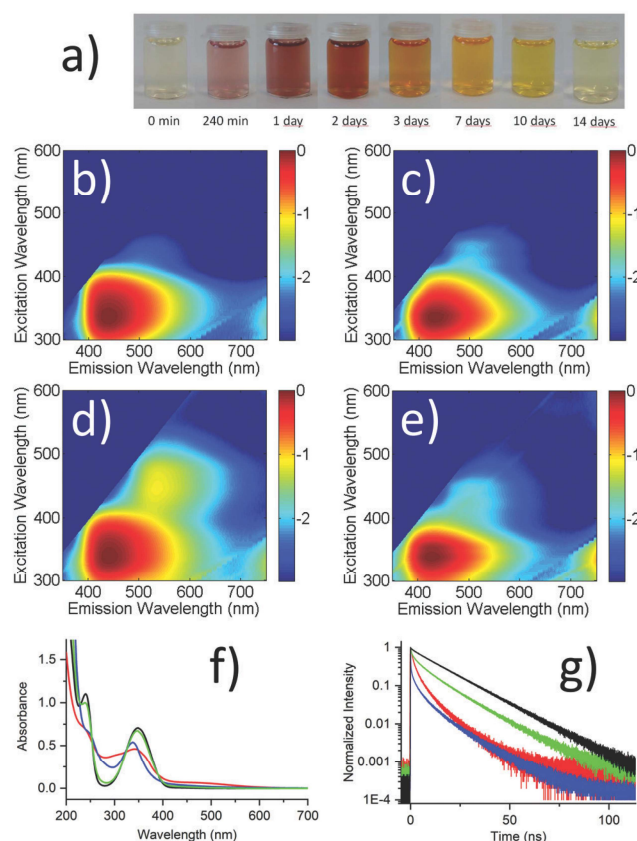 a)
0 min 240 min 1 day 2 days 3 days 7 days 10 days 14 days
b)
600
500
400
300
Excitation Wavelength (nm)
400 500 600 700
Emission Wavelength (nm)
0
-1
-2
c)
600
500
400
300
Excitation Wavelength (nm)
400 500 600 700
Emission Wavelength (nm)
0
-1
-2
d)
600
500
400
300
Excitation Wavelength (nm)
400 500 600 700
Emission Wavelength (nm)
0
-1
-2
e)
600
500
400
300
Excitation Wavelength (nm)
400 500 600 700
Emission Wavelength (nm)
0
-1
-2
f)
1.5
1.0
0.5
0.0
Absorbance
200 300 400 500 600 700
Wavelength (nm)
g)
1
0.1
0.01
0.001
1E-4
Normalized Intensity
0 50 100
Time (ns)